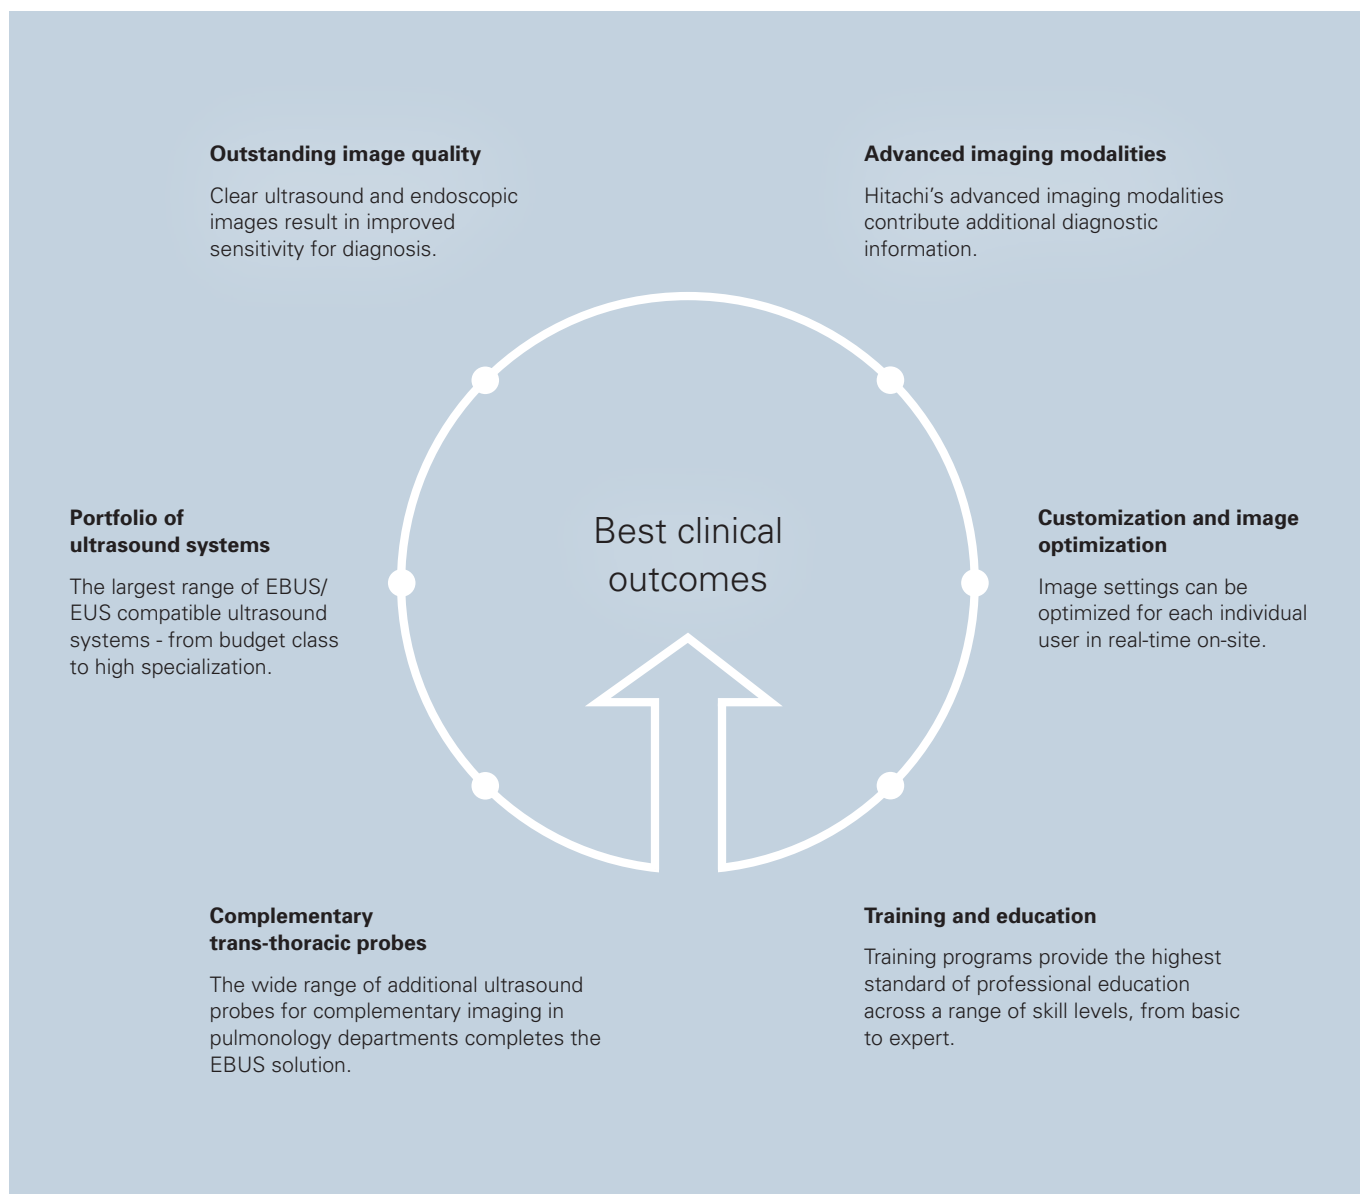 Outstanding image quality
Clear ultrasound and endoscopic
images result in improved
sensitivity for diagnosis.
Advanced imaging modalities
Hitachi's advanced imaging modalities
contribute additional diagnostic
information.
Portfolio of
ultrasound systems
The largest range of EBUS/
EUS compatible ultrasound
systems - from budget class
to high specialization.
Best clinical
outcomes
Customization and image
optimization
Image settings can be
optimized for each individual
user in real-time on-site.
Complementary
trans-thoracic probes
The wide range of additional ultrasound
probes for complementary imaging in
pulmonology departments completes the
EBUS solution.
Training and education
Training programs provide the highest
standard of professional education
across a range of skill levels, from basic
to expert.